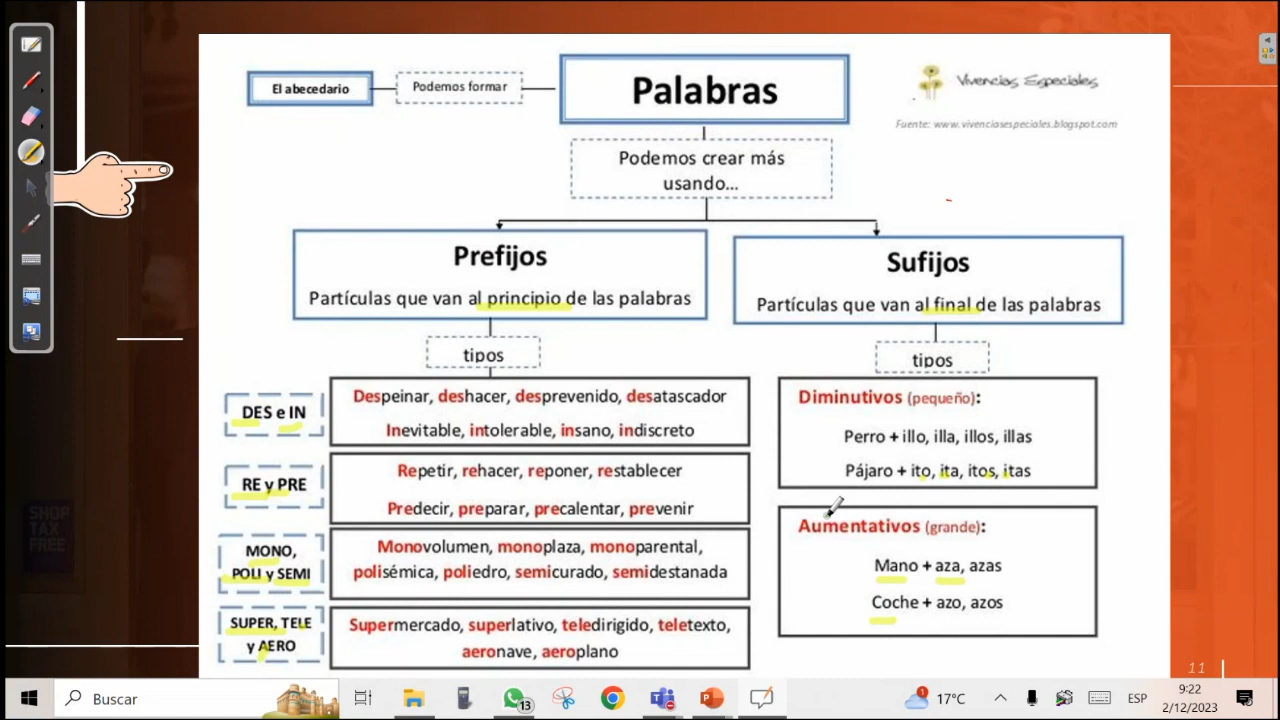 El abecedario
Podemos formar
Palabras
Vivencias Especiales
Fuente: www.vivenciasespeciales.blogspot.com
Podemos crear más
usando...
Prefijos
Partículas que van al principio de las palabras
Sufijos
Partículas que van al final de las palabras
tipos
tipos
DES e IN
Despeinar, deshacer, desprevenido, desatascador
Inevitable, intolerable, insano, indiscreto
RE y PRE
Repetir, rehacer, reponer, restablecer
Predecir, preparar, precalentar, prevenir
MONO,
POLI y SEMI
Monovolumen, monoplaza, monoparental,
polisémica, poliedro, semicurado, semidestanada
SUPER, TELE
y AERO
Supermercado, superlativo, teledirigido, teletexto,
aeronave, aeroplano
Diminutivos (pequeño):
Perro + illo, illa, illos, illas
Pájaro + ito, ita, itos, itas
Aumentativos (grande):
Mano + aza, azas
Coche + azo, azos
SHOP
TAX
FREE
11
Buscar
13
1
17°C
ESP
9:22
2/12/2023